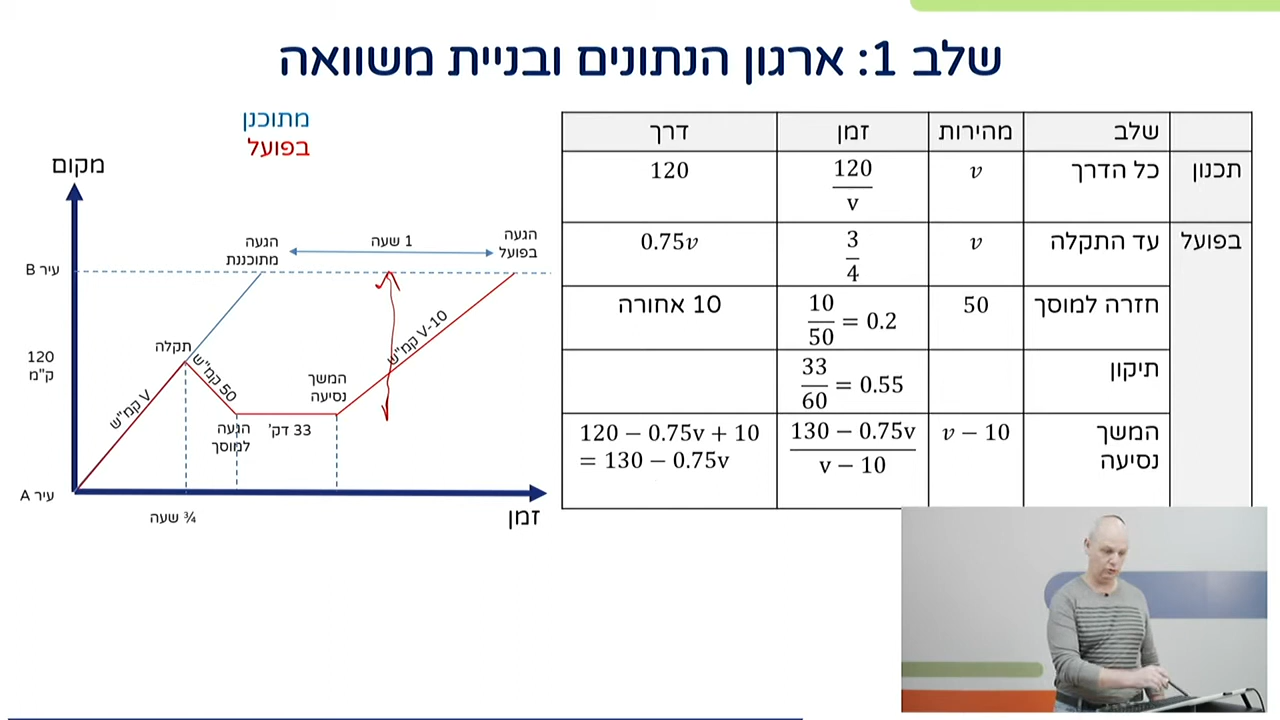 שלב 1: ארגון הנתונים ובניית משוואה
מתוכנן
בפועל
מקום
הגעה
מתוכננת
1 שעה
הגעה
בפועל
עיר B
תקלה
120
ק"מ
V קמ"ש
50 קמ"ש
המשך
נסיעה
V-10 קמ"ש
הגעה
למוסך
33 דק'
עיר A
¾ שעה
זמן
שלב מהירות זמן דרך
תכנון כל הדרך v 120/v 120
בפועל עד התקלה v 3/4 0.75v
חזרה למוסך 50 10/50 = 0.2 10 אחורה
תיקון 33/60 = 0.55
המשך
נסיעה
v − 10
130 − 0.75v
v − 10
120 − 0.75v + 10
= 130 − 0.75v